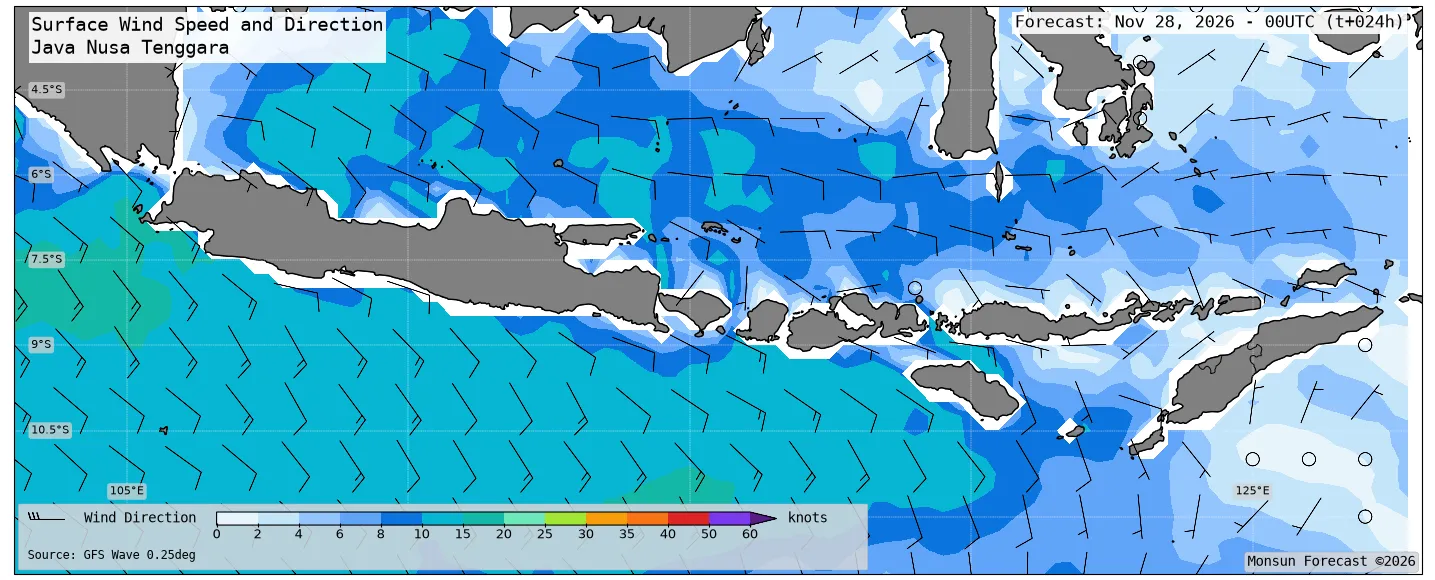 Surface Wind Speed and Direction
Java Nusa Tenggara
Forecast: Nov 28, 2026 - 00UTC (t+024h)
4.5°S
6°S
7.5°S
9°S
10.5°S
105°E
125°E
Wind Direction
0 2 4 6 8 10 15 20 25 30 35 40 50 60
knots
Source: GFS Wave 0.25deg
Monsun Forecast ©2026